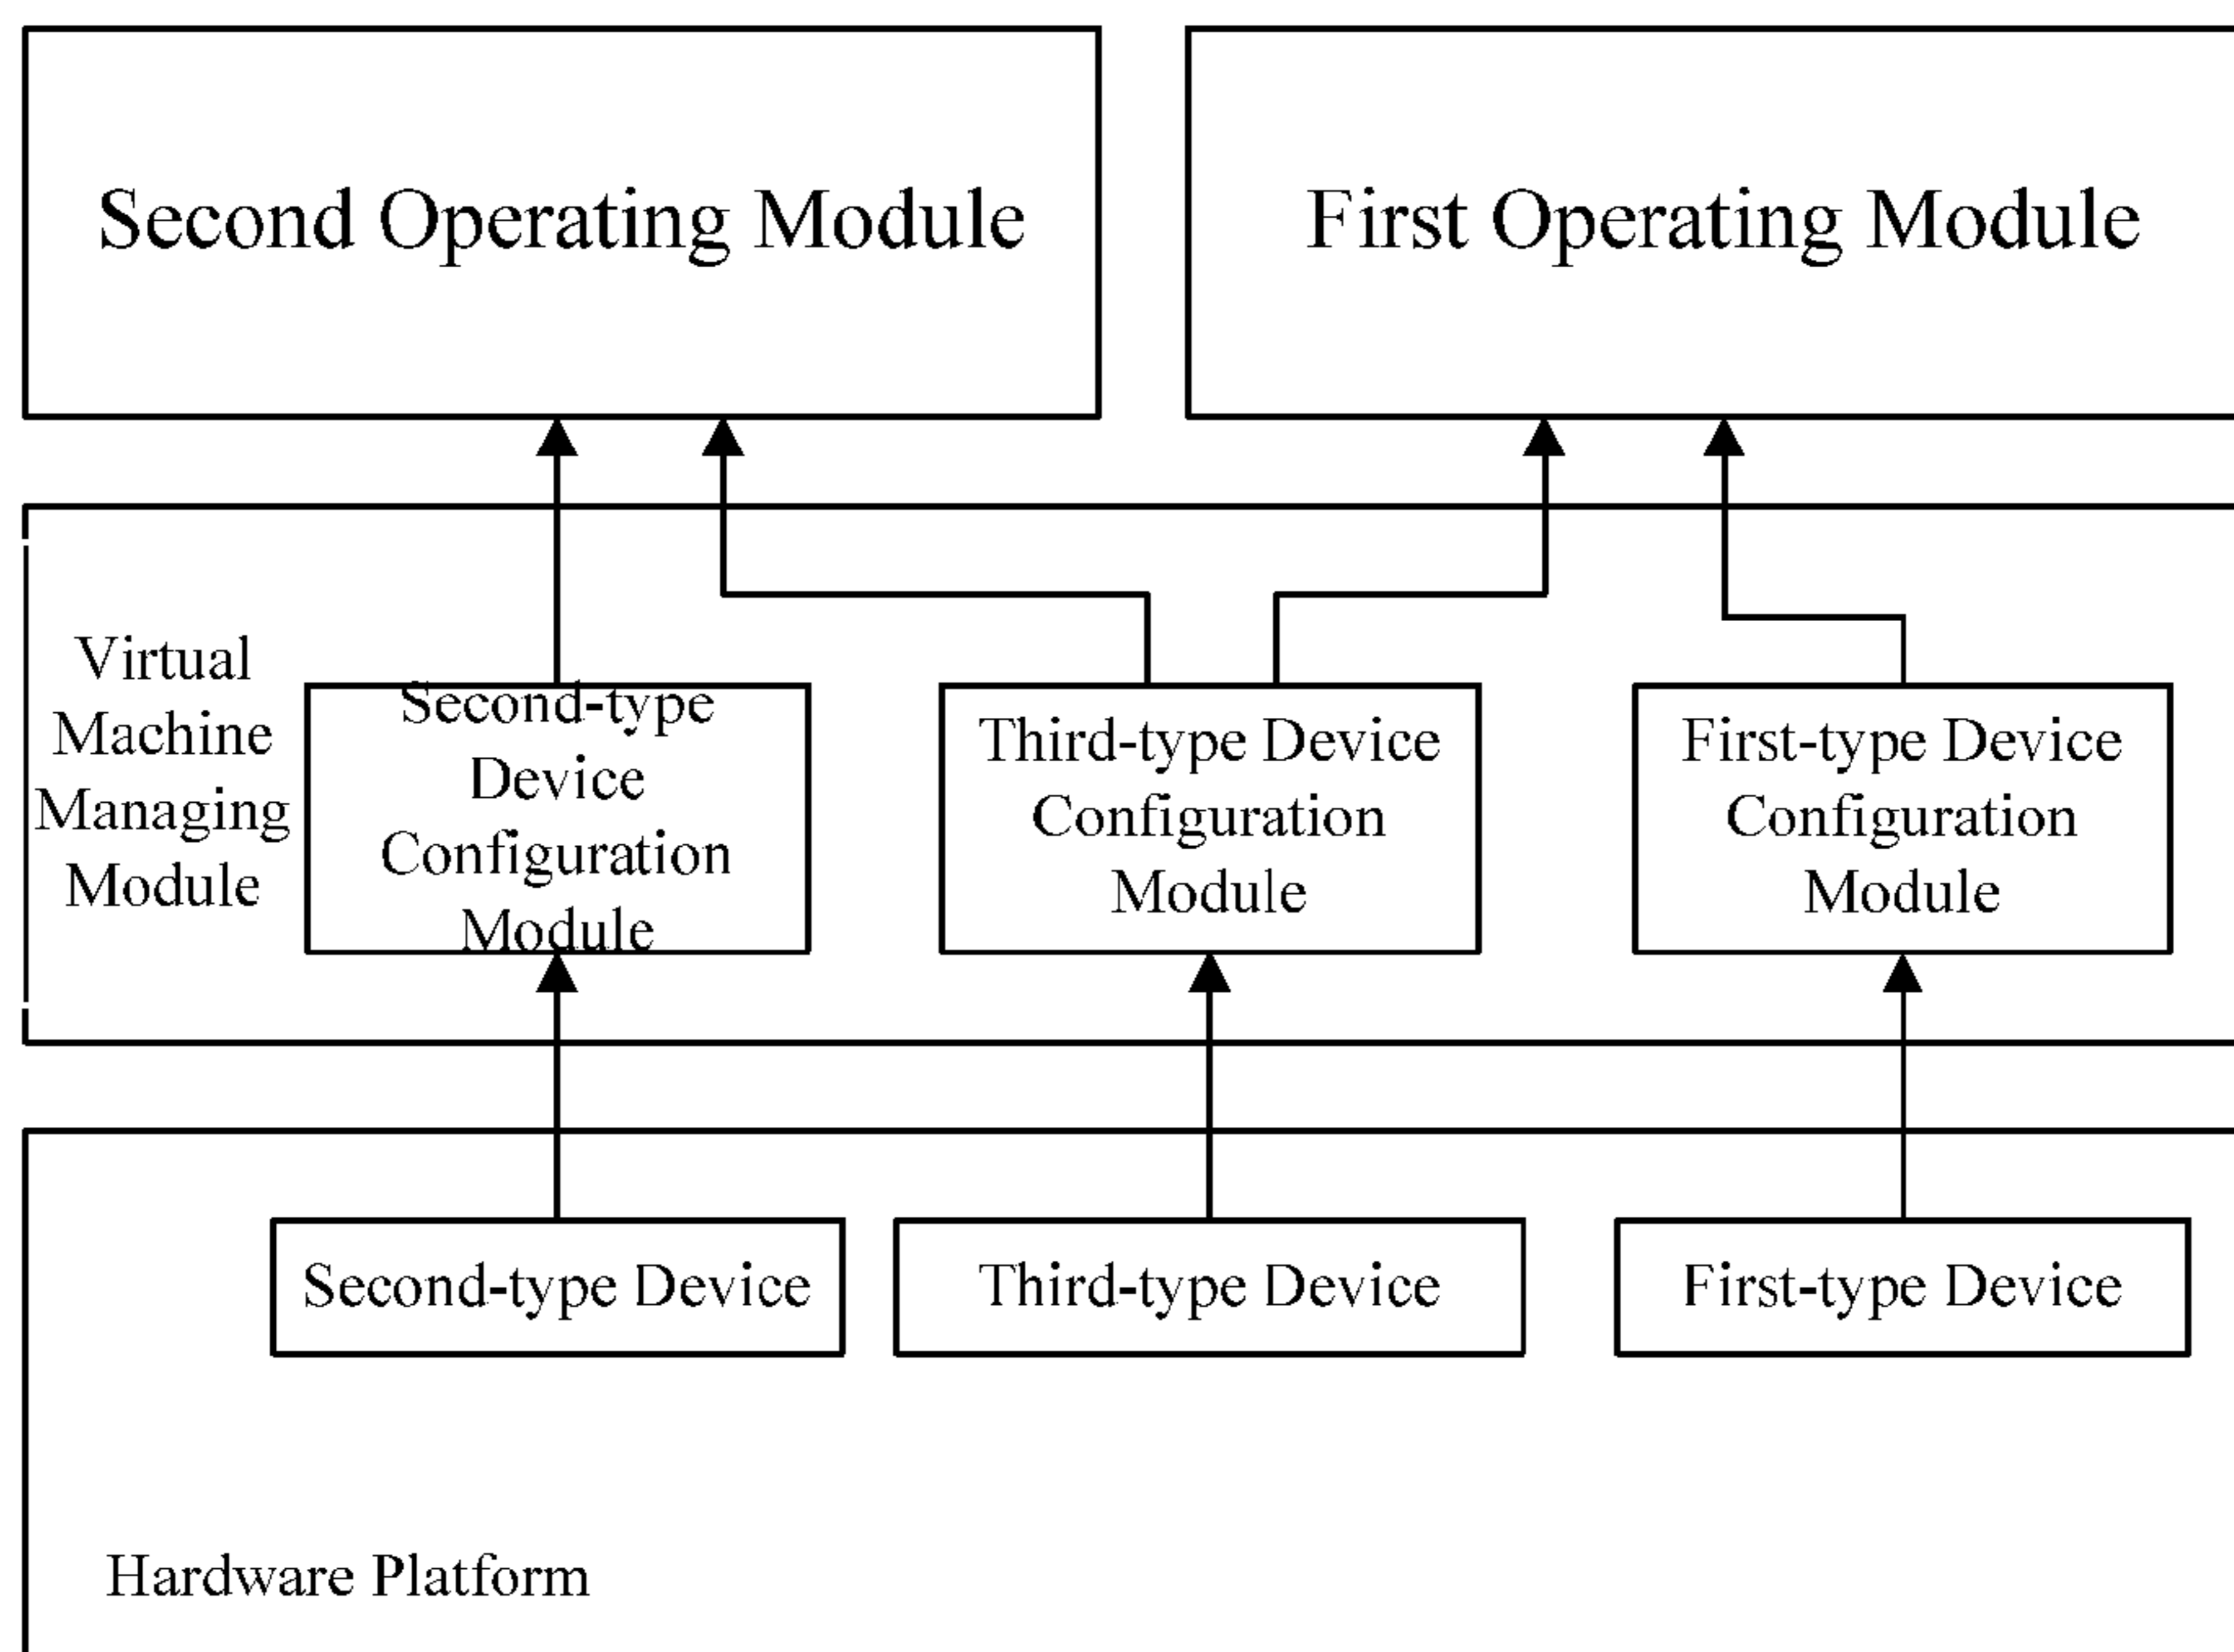 Second Operating Module
First Operating Module
Virtual
Machine
Managing
Module
Second-type
Device
Configuration
Module
Third-type Device
Configuration
Module
First-type Device
Configuration
Module
Second-type Device
Third-type Device
First-type Device
Hardware Platform